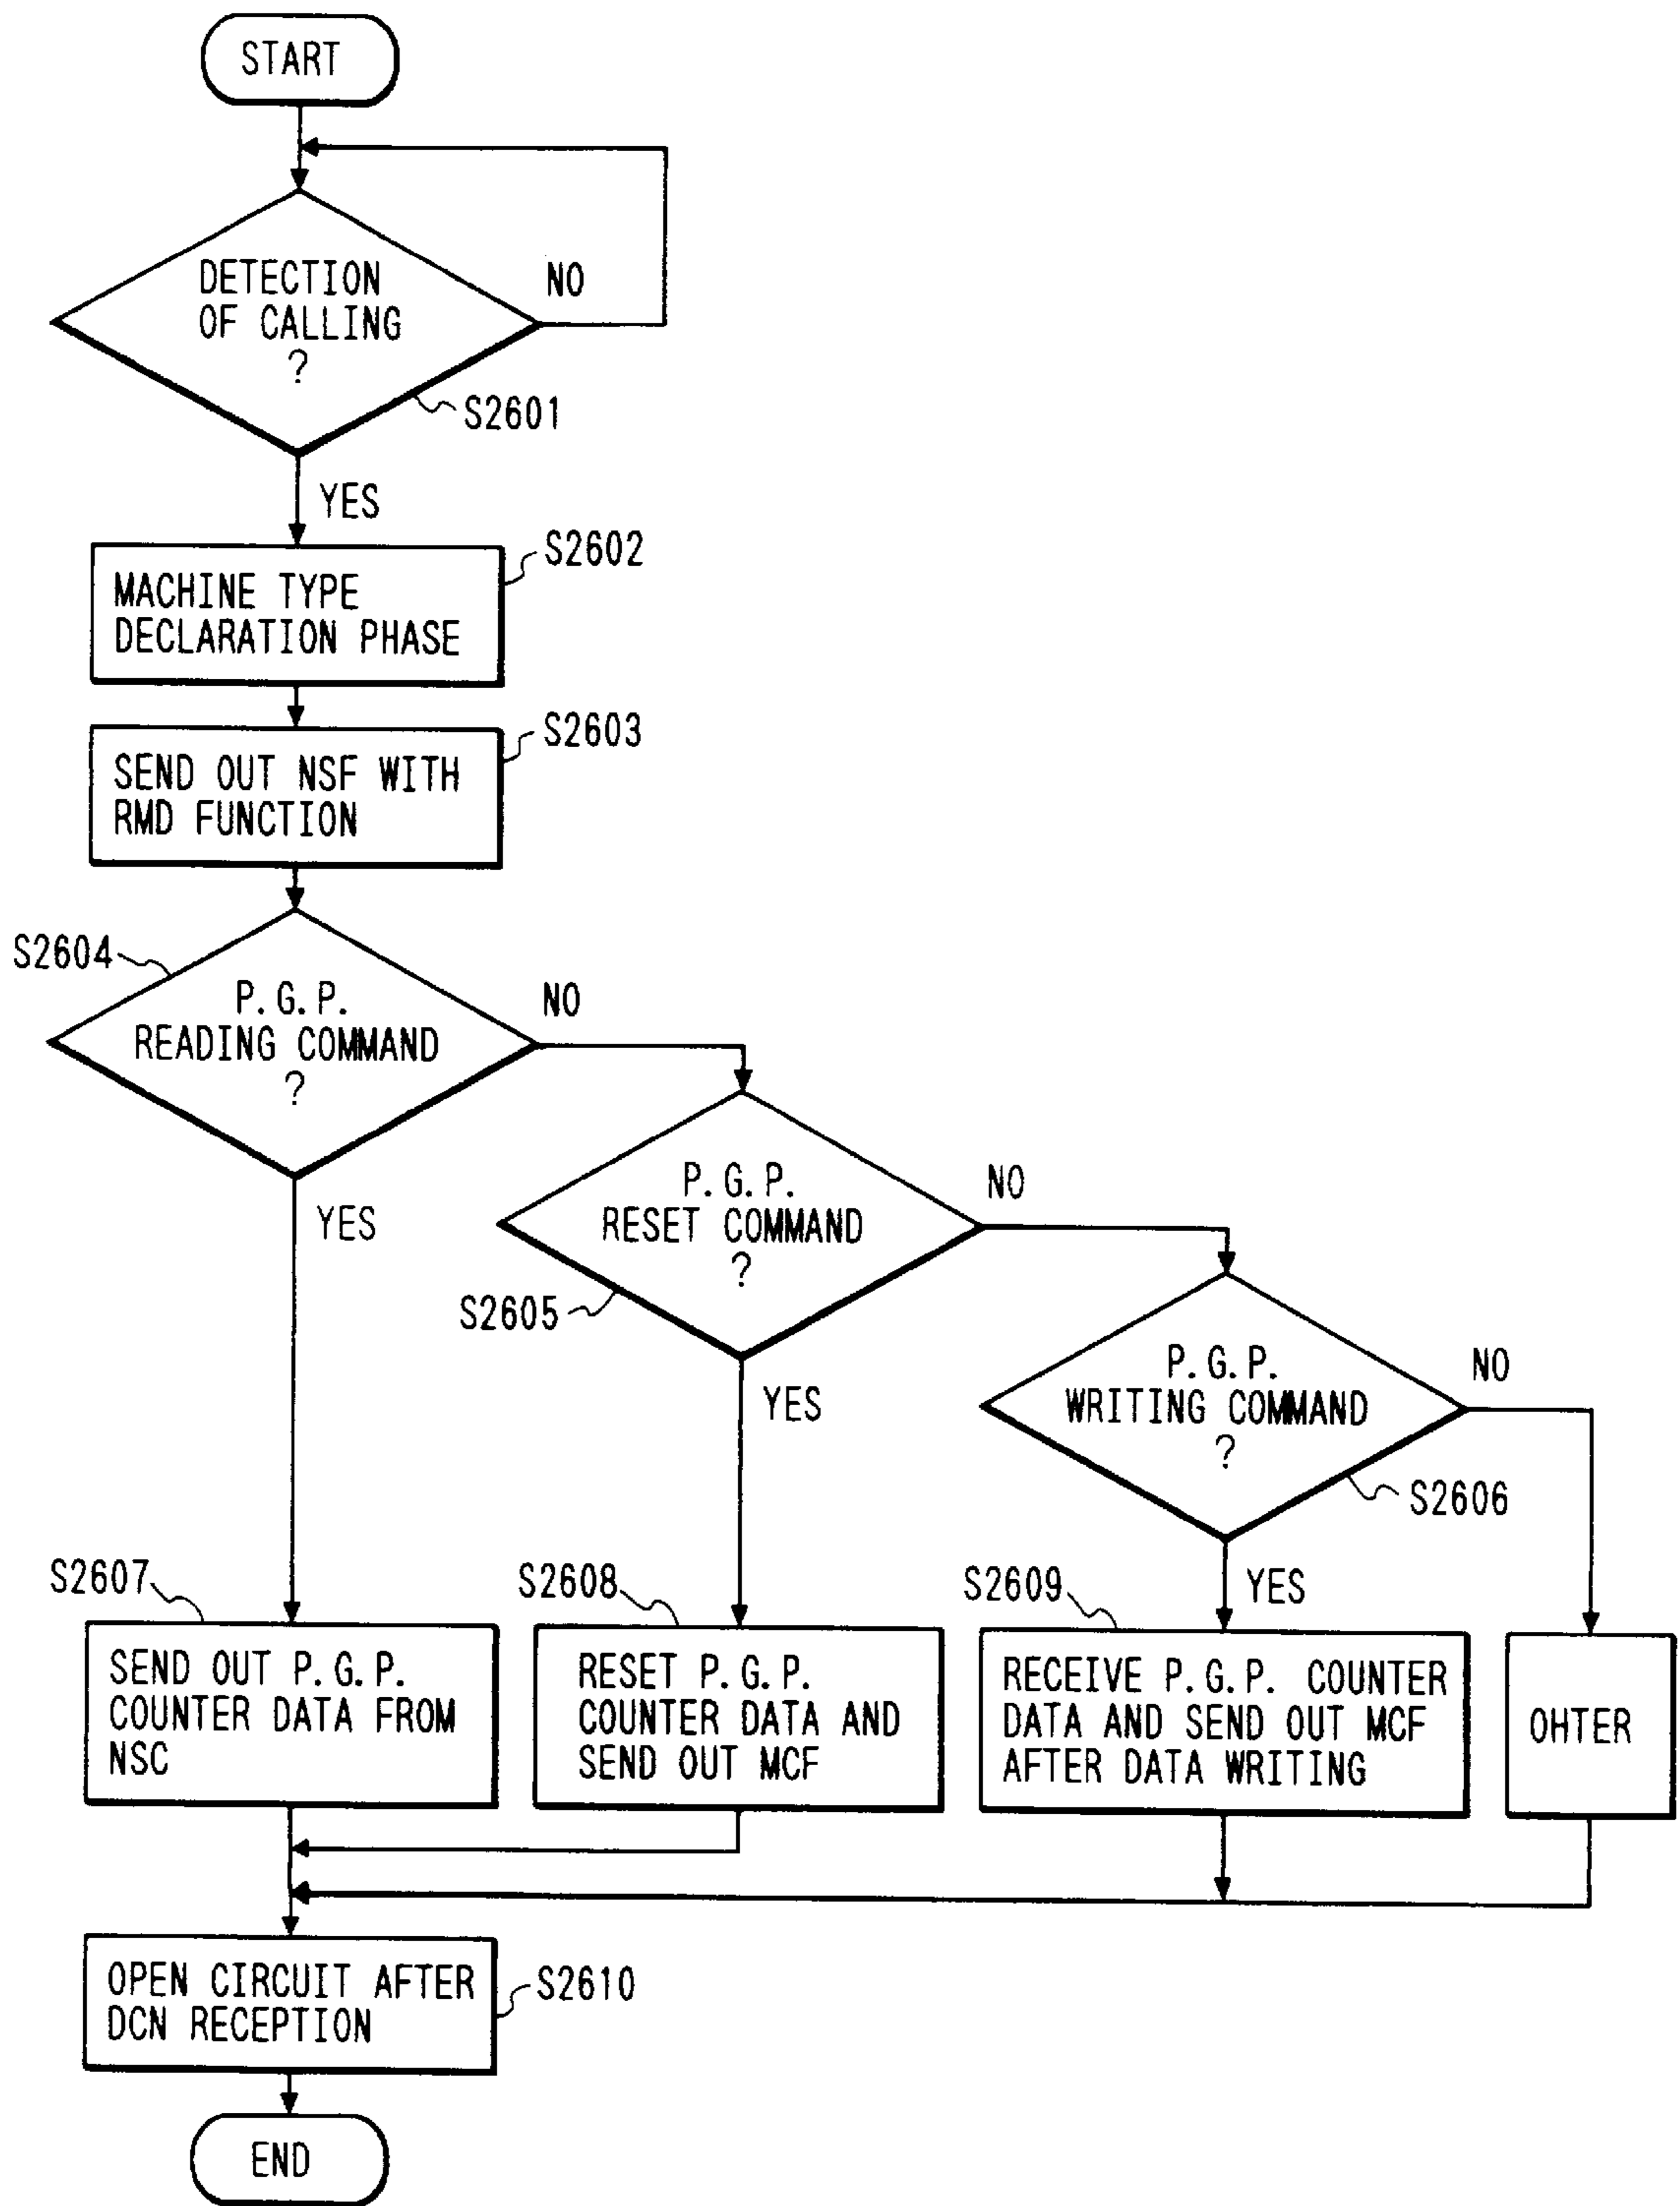 START
DETECTION
OF CALLING
?
NO
S2601
YES
S2602
MACHINE TYPE
DECLARATION PHASE
S2603
SEND OUT NSF WITH
RMD FUNCTION
S2604
P.G.P.
READING COMMAND
?
NO
YES
P.G.P.
RESET COMMAND
?
NO
S2605
YES
P.G.P.
WRITING COMMAND
?
NO
S2606
YES
S2607
SEND OUT P.G.P.
COUNTER DATA FROM
NSC
S2608
RESET P.G.P.
COUNTER DATA AND
SEND OUT MCF
S2609
RECEIVE P.G.P. COUNTER
DATA AND SEND OUT MCF
AFTER DATA WRITING
OHTER
OPEN CIRCUIT AFTER
DCN RECEPTION
S2610
END